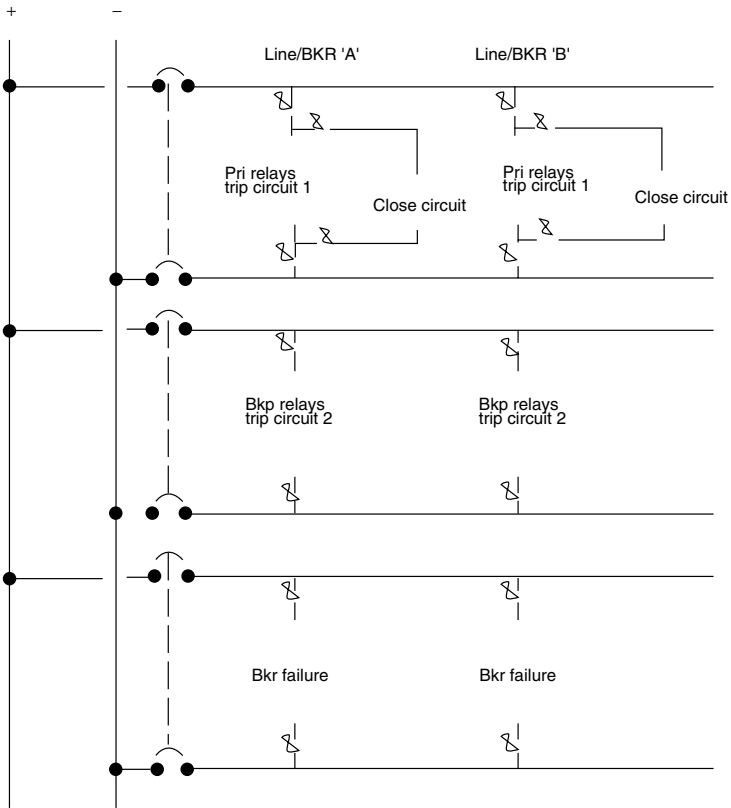 + −
Line/BKR 'A' Line/BKR 'B'
Pri relays
trip circuit 1
Close circuit
Pri relays
trip circuit 1
Close circuit
Bkp relays
trip circuit 2
Bkp relays
trip circuit 2
Bkr failure Bkr failure